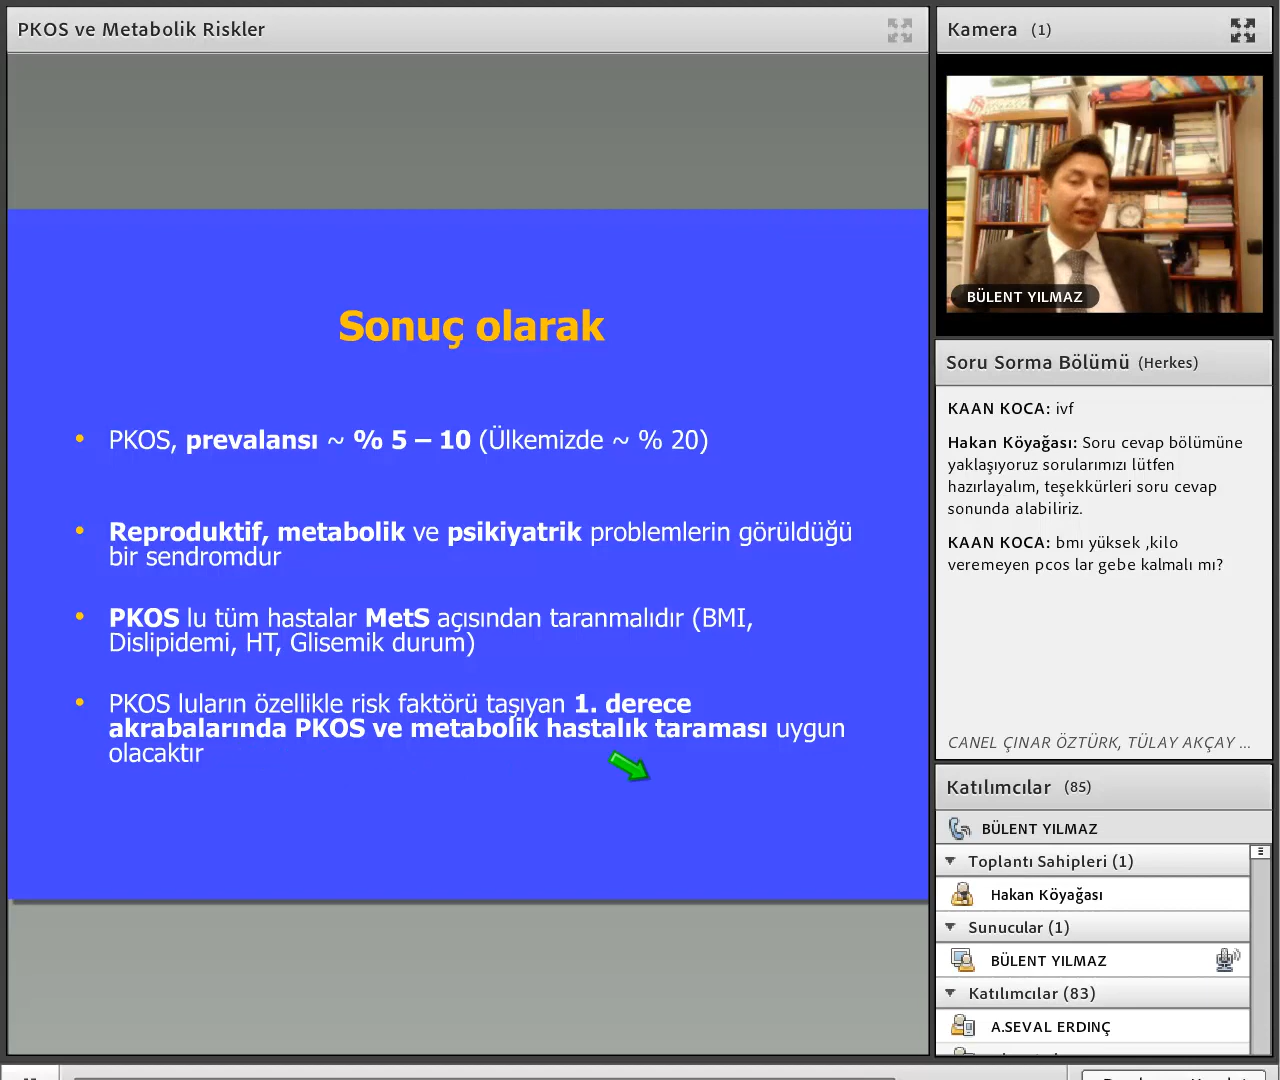 PKOS ve Metabolik Riskler
Sonuç olarak
• PKOS, prevalansı ~ % 5 – 10 (Ülkemizde ~ % 20)
• Reproduktif, metabolik ve psikiyatrik problemlerin görüldüğü
bir sendromdur
• PKOS lu tüm hastalar MetS açısından taranmalıdır (BMI,
Dislipidemi, HT, Glisemik durum)
• PKOS luların özellikle risk faktörü taşıyan 1. derece
akrabalarında PKOS ve metabolik hastalık taraması uygun
olacaktır
Kamera (1)
BÜLENT YILMAZ
Soru Sorma Bölümü (Herkes)
KAAN KOCA: ivf
Hakan Köyağası: Soru cevap bölümüne
yaklaşıyoruz sorularımızı lütfen
hazırlayalım, teşekkürleri soru cevap
sonunda alabiliriz.
KAAN KOCA: bmı yüksek ,kilo
veremeyen pcos lar gebe kalmalı mı?
CANEL ÇINAR ÖZTÜRK, TÜLAY AKÇAY ...
Katılımcılar (85)
BÜLENT YILMAZ
Toplantı Sahipleri (1)
Hakan Köyağası
Sunucular (1)
BÜLENT YILMAZ
Katılımcılar (83)
A.SEVAL ERDINÇ